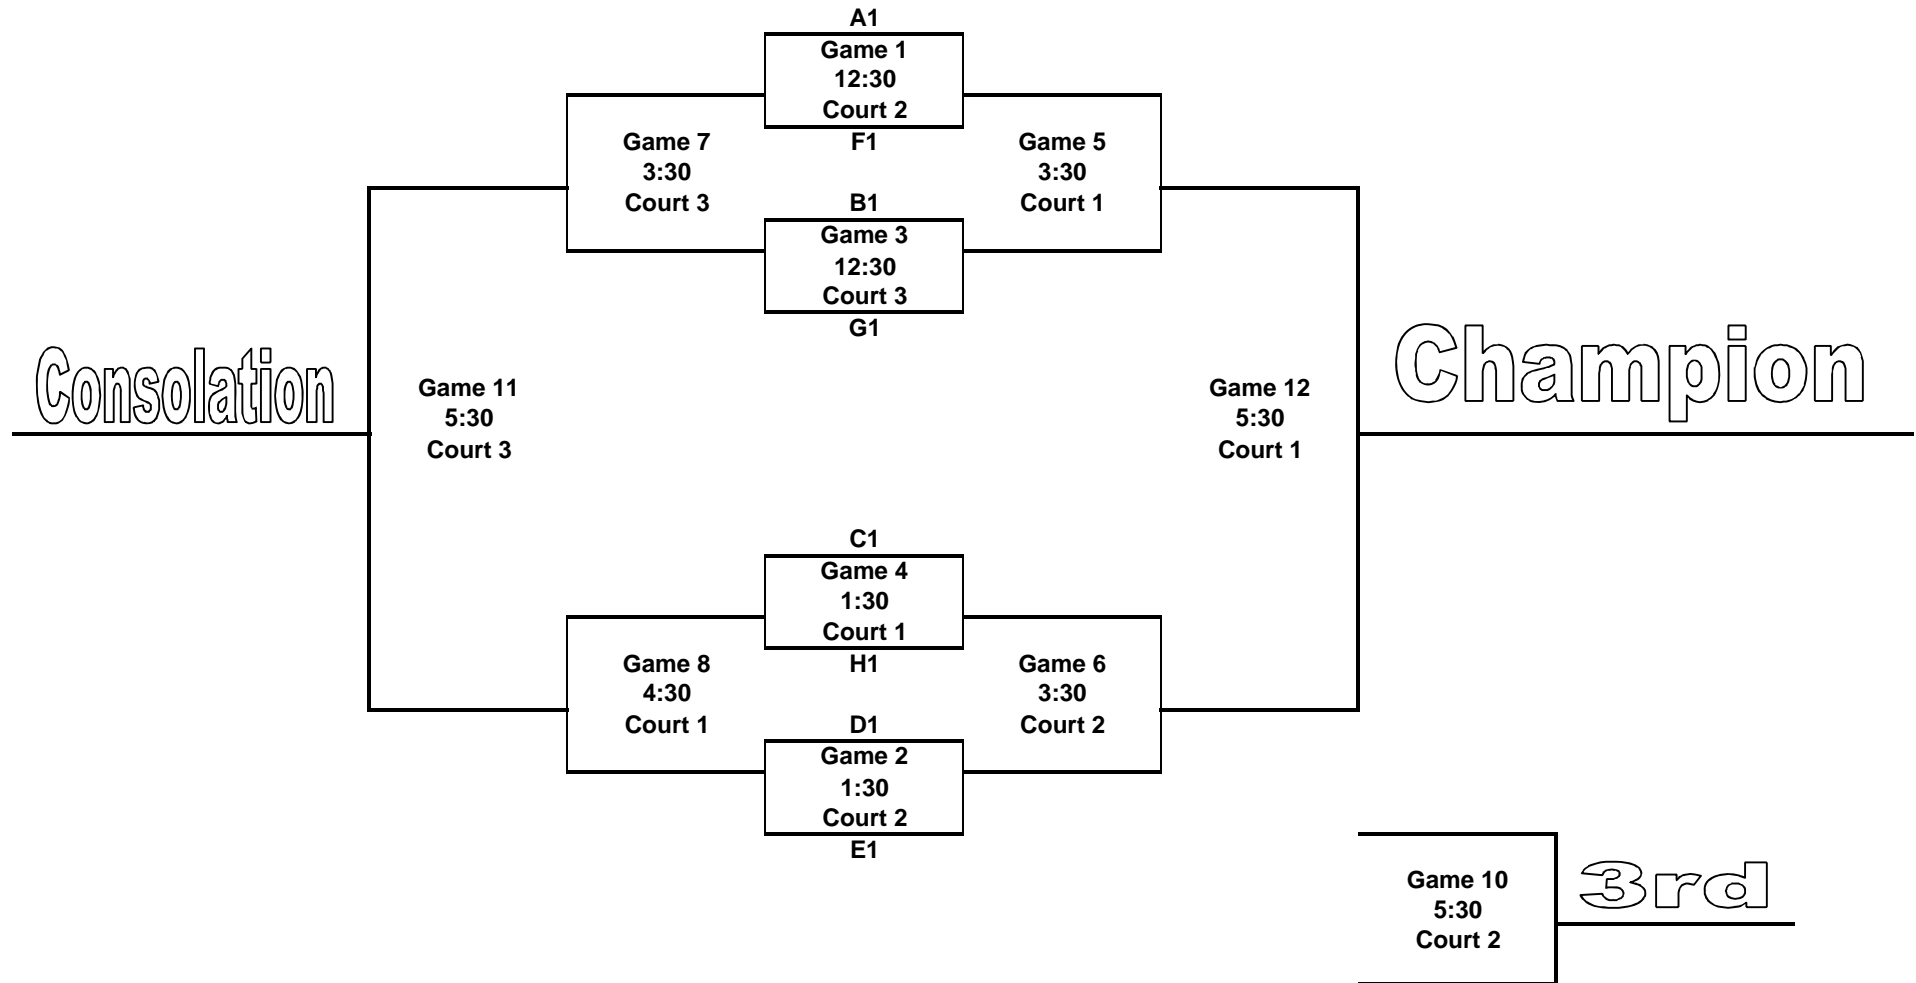 A1
Game 1
12:30
Court 2
F1
Game 7
3:30
Court 3
Game 5
3:30
Court 1
B1
Game 3
12:30
Court 3
G1
Consolation
Game 11
5:30
Court 3
Game 12
5:30
Court 1
Champion
C1
Game 4
1:30
Court 1
H1
Game 8
4:30
Court 1
Game 6
3:30
Court 2
D1
Game 2
1:30
Court 2
E1
Game 10
5:30
Court 2
3rd